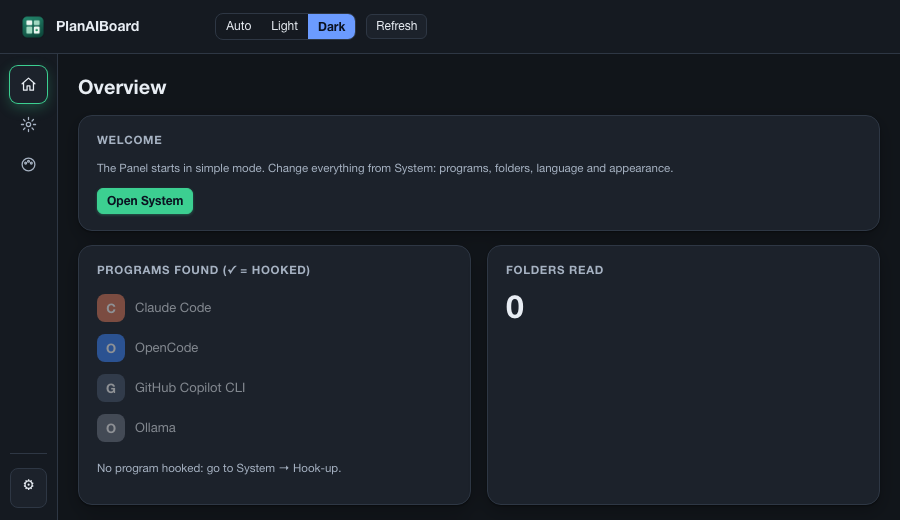 PlanAIBoard
Auto Light Dark Refresh
Overview
WELCOME
The Panel starts in simple mode. Change everything from System: programs, folders, language and appearance.
Open System
PROGRAMS FOUND (✓ = HOOKED)
C Claude Code
O OpenCode
G GitHub Copilot CLI
O Ollama
No program hooked: go to System → Hook-up.
FOLDERS READ
0